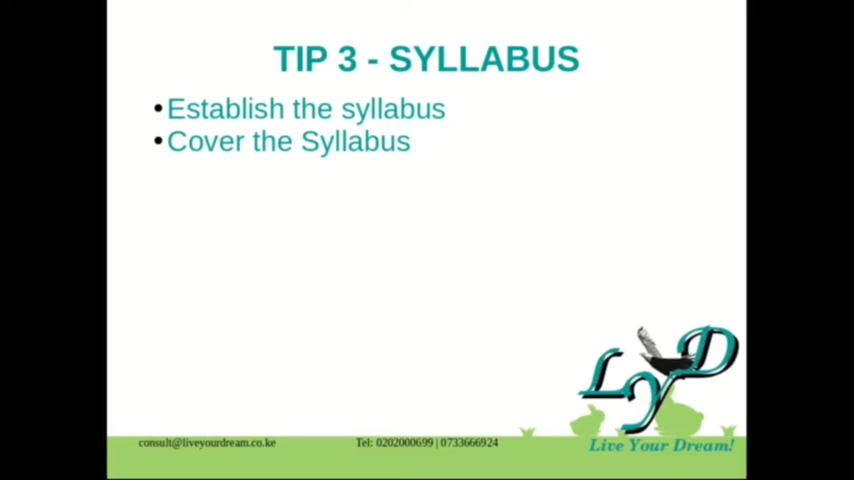 TIP 3 - SYLLABUS
•Establish the syllabus
•Cover the Syllabus
LYD
consult@liveyourdream.co.ke Tel: 0202000699 | 0733666924
Live Your Dream!